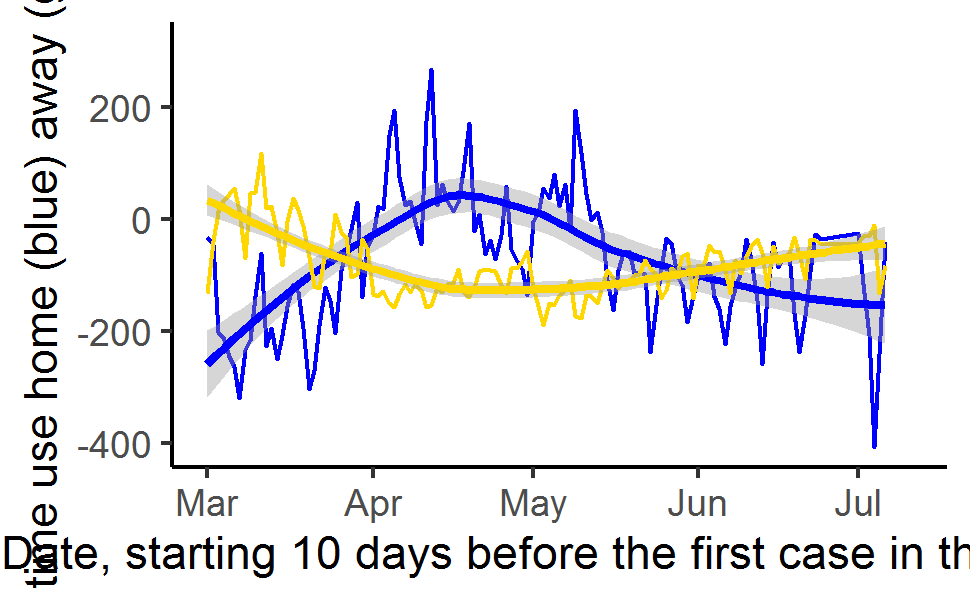 time use home (blue) away (
200
0
-200
-400
Mar Apr May Jun Jul
Date, starting 10 days before the first case in th